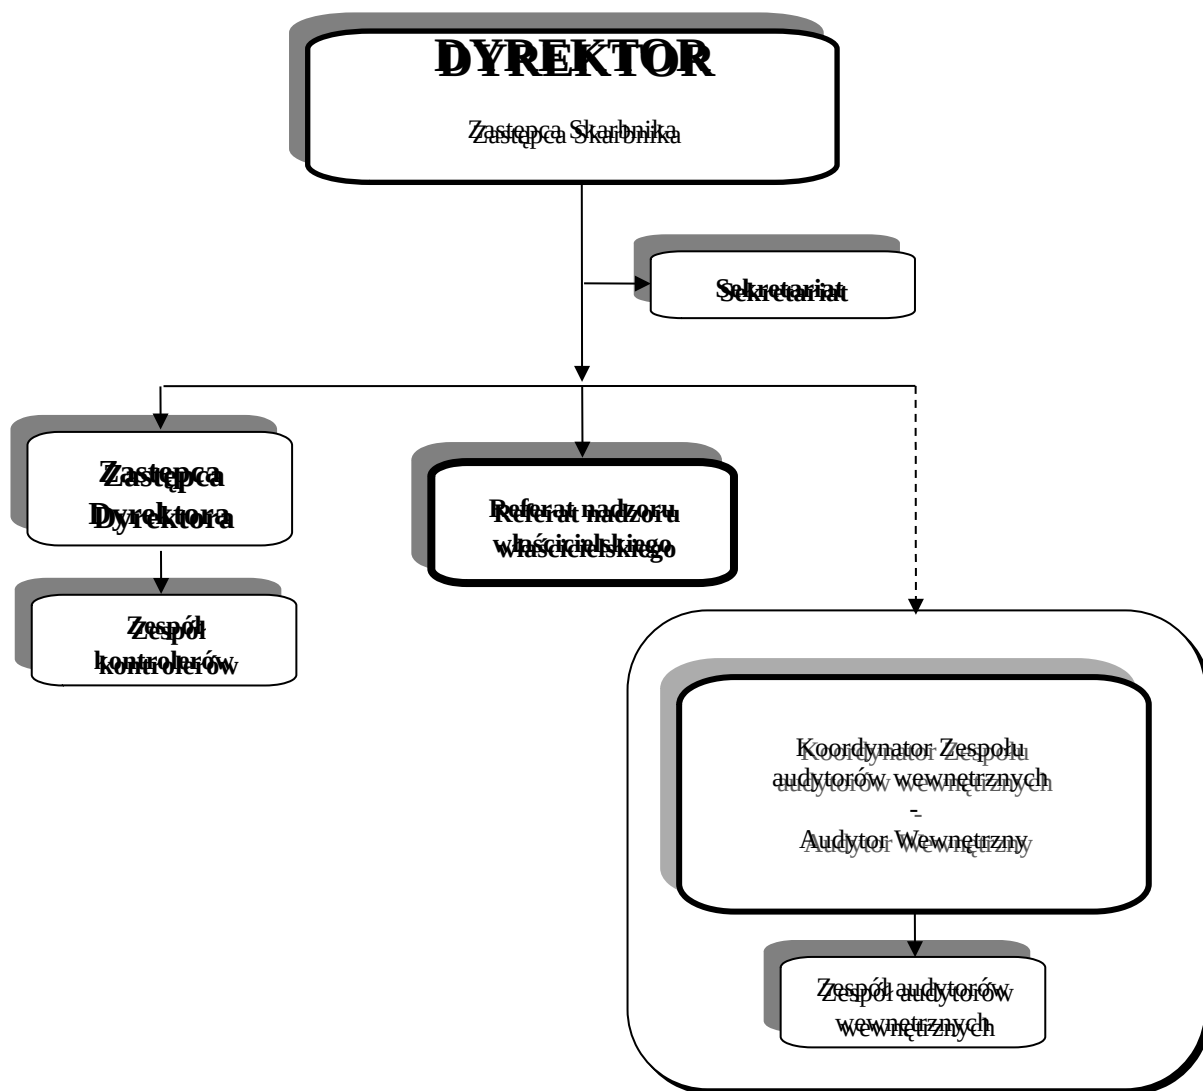 DYREKTOR
Zastępca Skarbnika
Sekretariat
Zastępca
Dyrektora
Referat nadzoru
właścicielskiego
Zespół
kontrolerów
Koordynator Zespołu
audytorów wewnętrznych
-
Audytor Wewnętrzny
Zespół audytorów
wewnętrznych